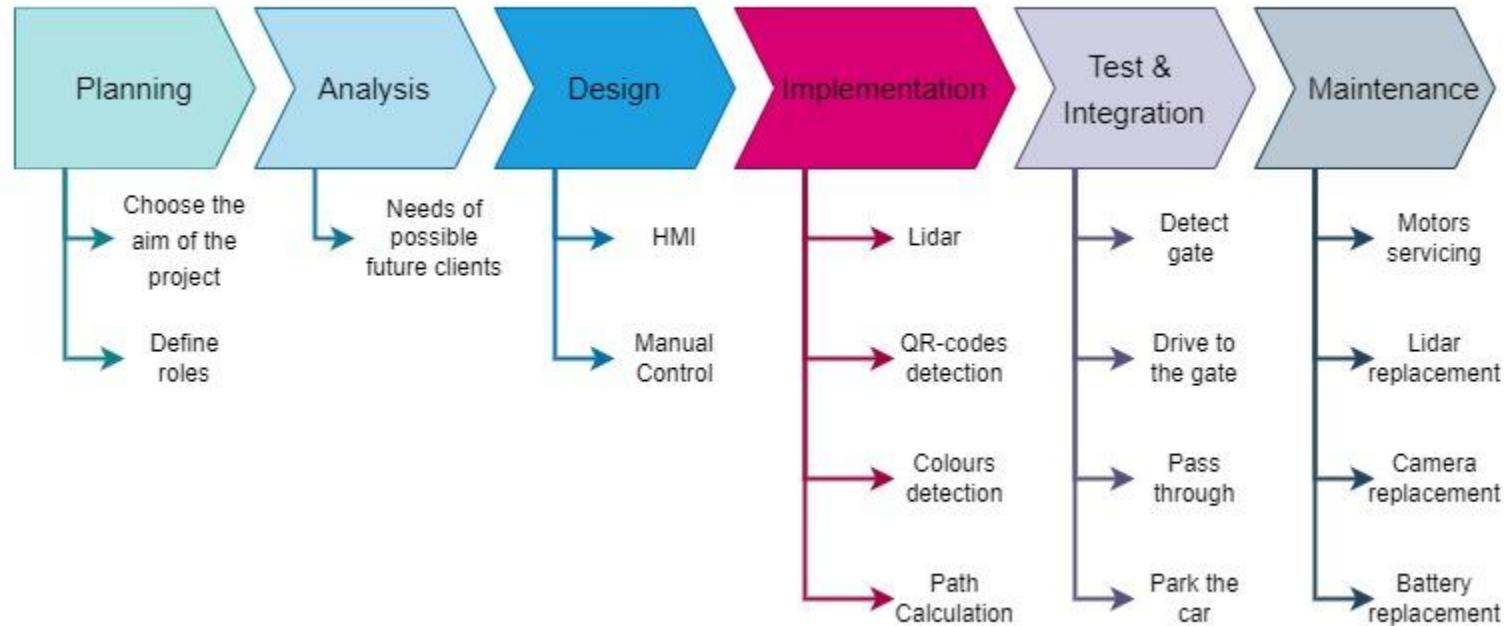 Planning
Analysis
Design
Implementation
Test &
Integration
Maintenance
Choose the
aim of the
project
Define
roles
Needs of
possible
future clients
HMI
Manual
Control
Lidar
QR-codes
detection
Colours
detection
Path
Calculation
Detect
gate
Drive to
the gate
Pass
through
Park the
car
Motors
servicing
Lidar
replacement
Camera
replacement
Battery
replacement